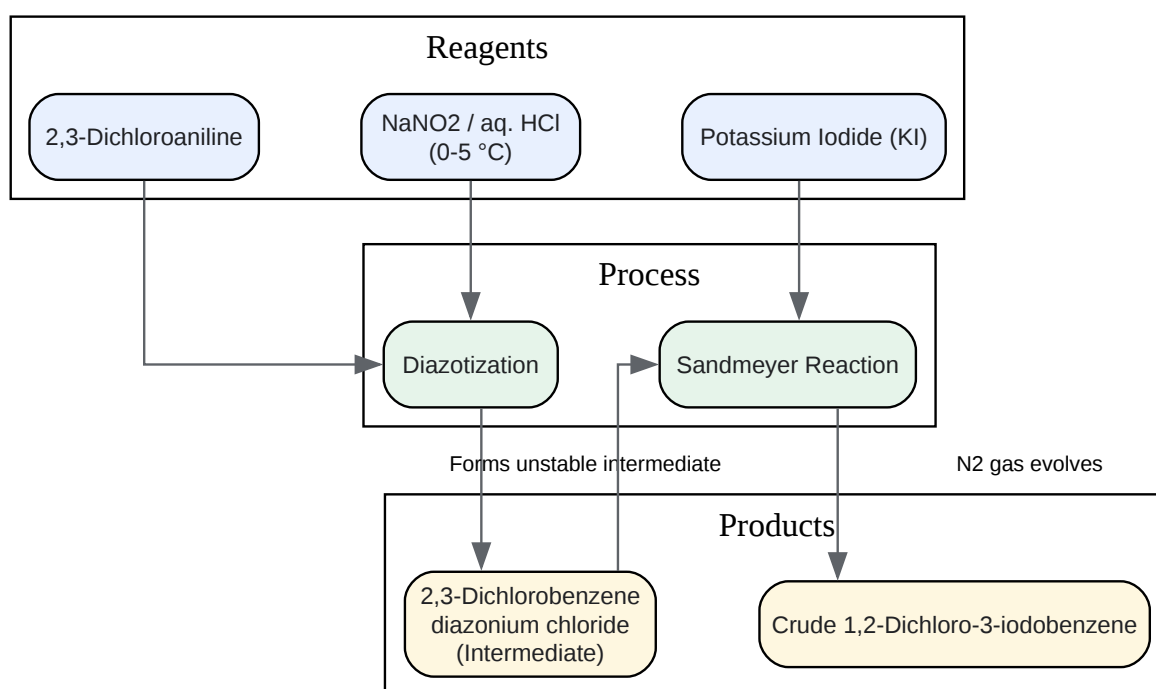 Reagents
2,3-Dichloroaniline
NaNO2 / aq. HCl
(0-5 °C)
Potassium Iodide (KI)
Process
Diazotization
Sandmeyer Reaction
Forms unstable intermediate
N2 gas evolves
Products
2,3-Dichlorobenzene
diazonium chloride
(Intermediate)
Crude 1,2-Dichloro-3-iodobenzene